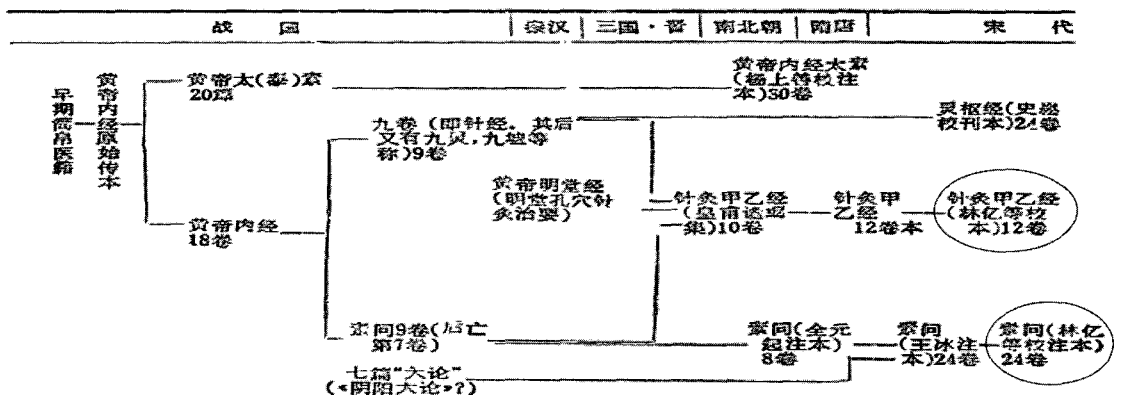 战 国 秦汉 三国·晋 南北朝 隋唐 宋 代
早期简帛医籍
黄帝内经原始传本
黄帝太(泰)素
20篇
黄帝内经
18卷
九卷(即针经,其后
又有九灵,九墟等
称)9卷
黄帝明堂经
(明堂孔穴针
灸治要)
素问9卷(后亡
第7卷)
七篇“大论”
(《阴阳大论》?)
针灸甲乙经
(皇甫谧或
集)10卷
黄帝内经太素
(杨上善校注
本)30卷
素问(全元
起注本)
8卷
针灸甲
乙经
12卷本
素问
(王冰注
本)24卷
灵枢经(史崧
校刊本)24卷
针灸甲乙经
(林亿等校
本)12卷
素问(林亿
等校注本)
24卷